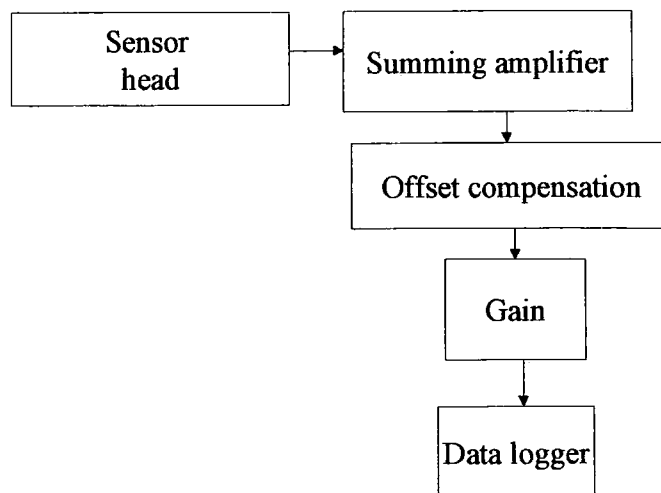 Sensor
head
Summing amplifier
Offset compensation
Gain
Data logger